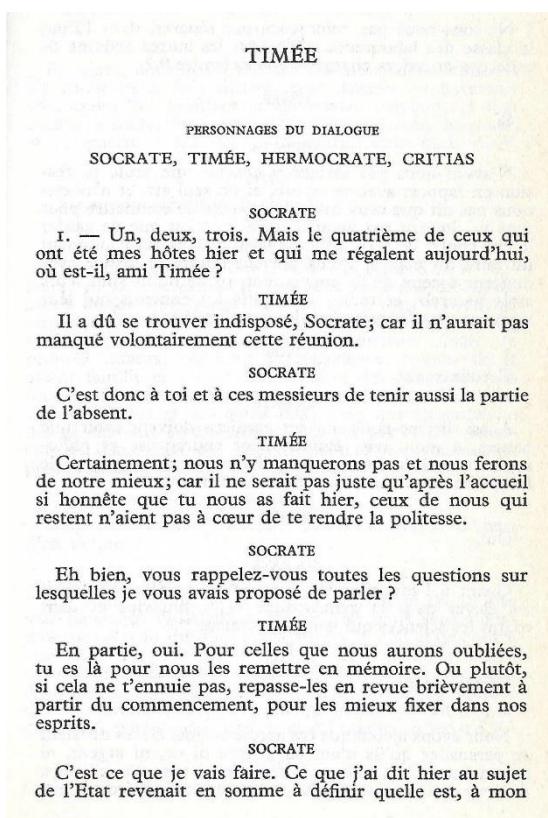 TIMÉE
PERSONNAGES DU DIALOGUE
SOCRATE, TIMÉE, HERMOCRATE, CRITIAS
SOCRATE
1. — Un, deux, trois. Mais le quatrième de ceux qui
ont été mes hôtes hier et qui me régalent aujourd'hui,
où est-il, ami Timée ?
TIMÉE
Il a dû se trouver indisposé, Socrate; car il n'aurait pas
manqué volontairement cette réunion.
SOCRATE
C'est donc à toi et à ces messieurs de tenir aussi la partie
de l'absent.
TIMÉE
Certainement; nous n'y manquerons pas et nous ferons
de notre mieux; car il ne serait pas juste qu'après l'accueil
si honnête que tu nous as fait hier, ceux de nous qui
restent n'aient pas à cœur de te rendre la politesse.
SOCRATE
Eh bien, vous rappelez-vous toutes les questions sur
lesquelles je vous avais proposé de parler ?
TIMÉE
En partie, oui. Pour celles que nous aurons oubliées,
tu es là pour nous les remettre en mémoire. Ou plutôt,
si cela ne t'ennuie pas, repasse-les en revue brièvement à
partir du commencement, pour les mieux fixer dans nos
esprits.
SOCRATE
C'est ce que je vais faire. Ce que j'ai dit hier au sujet
de l'Etat revenait en somme à définir quelle est, à mon